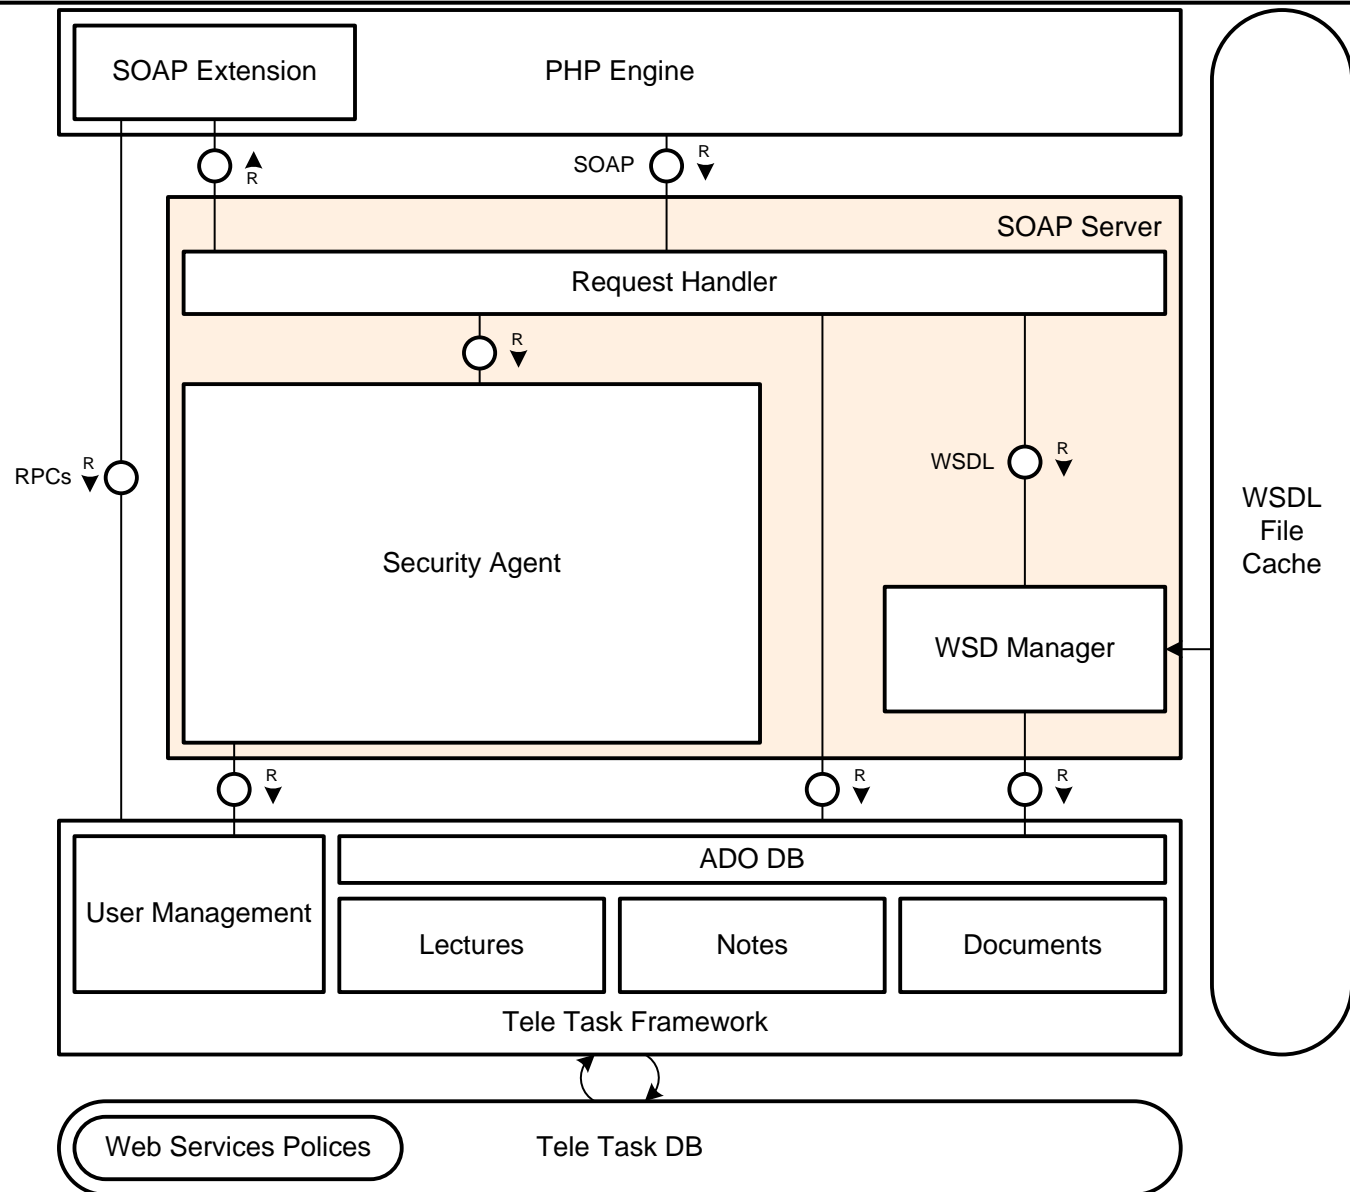 SOAP Extension
PHP Engine
R
SOAP
R
SOAP Server
Request Handler
R
RPCs
R
WSDL
R
Security Agent
WSD Manager
WSDL
File
Cache
R
R
R
User Management
ADO DB
Lectures
Notes
Documents
Tele Task Framework
Web Services Polices
Tele Task DB